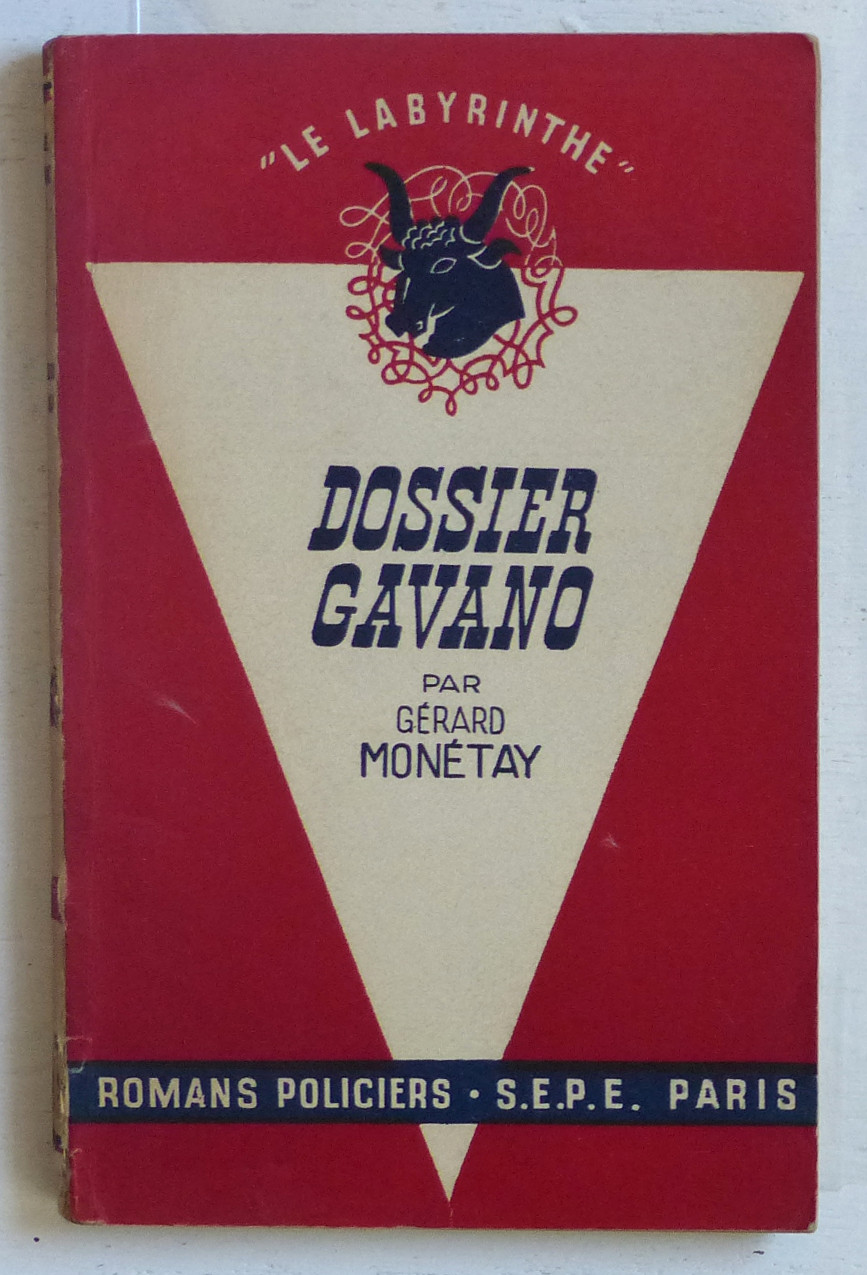 "LE LABYRINTHE"
DOSSIER
GAVANO
PAR
GÉRARD
MONÉTAY
ROMANS POLICIERS • S.E.P.E. PARIS